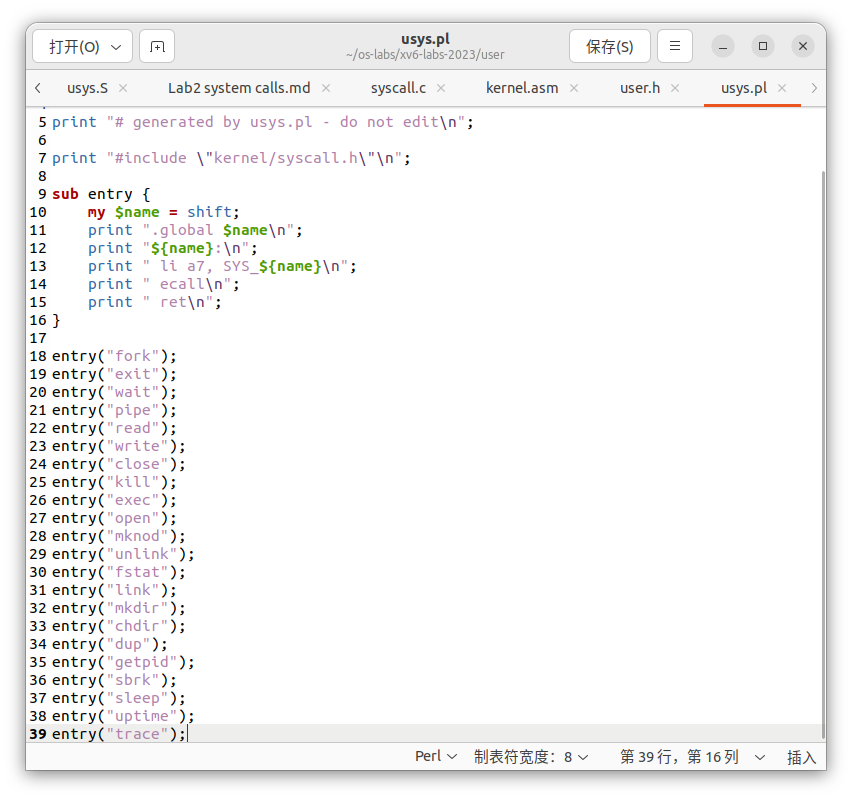 打开(O)
usys.pl
~/os-labs/xv6-labs-2023/user
保存(S)
usys.S
Lab2 system calls.md
syscall.c
kernel.asm
user.h
usys.pl
5 print "# generated by usys.pl - do not edit\n";
6
7 print "#include \"kernel/syscall.h\"\n";
8
9 sub entry {
10     my $name = shift;
11     print ".global $name\n";
12     print "${name}:\n";
13     print " li a7, SYS_${name}\n";
14     print " ecall\n";
15     print " ret\n";
16 }
17
18 entry("fork");
19 entry("exit");
20 entry("wait");
21 entry("pipe");
22 entry("read");
23 entry("write");
24 entry("close");
25 entry("kill");
26 entry("exec");
27 entry("open");
28 entry("mknod");
29 entry("unlink");
30 entry("fstat");
31 entry("link");
32 entry("mkdir");
33 entry("chdir");
34 entry("dup");
35 entry("getpid");
36 entry("sbrk");
37 entry("sleep");
38 entry("uptime");
39 entry("trace");
Perl 制表符宽度：8 第 39 行，第 16 列 插入